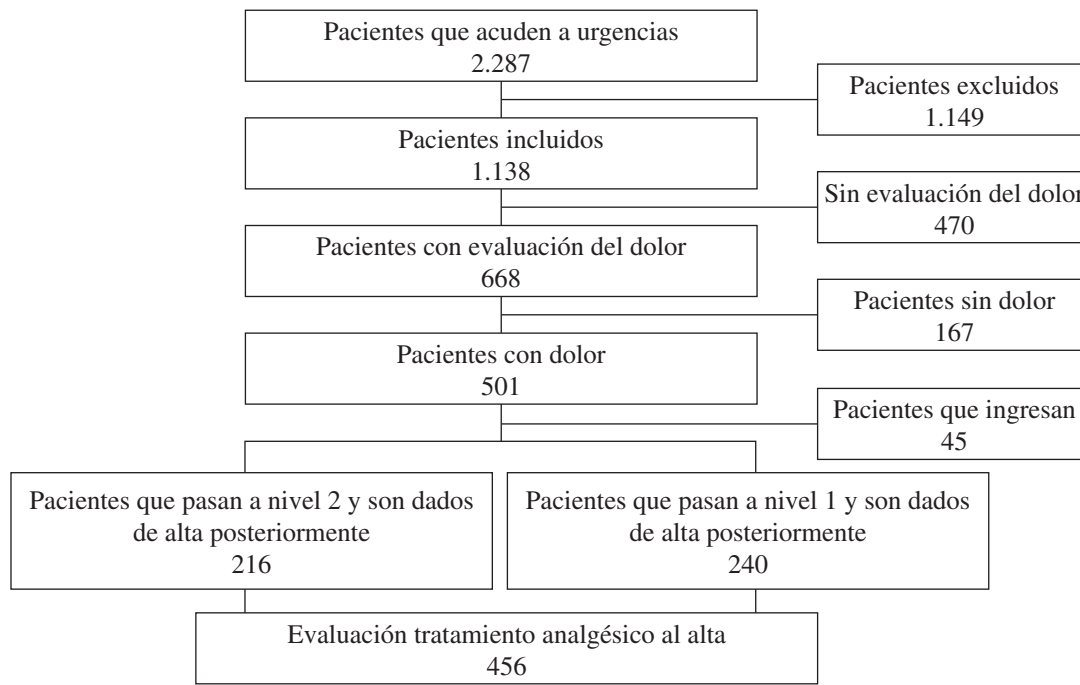 Pacientes que acuden a urgencias
2.287
Pacientes excluidos
1.149
Pacientes incluidos
1.138
Sin evaluación del dolor
470
Pacientes con evaluación del dolor
668
Pacientes sin dolor
167
Pacientes con dolor
501
Pacientes que ingresan
45
Pacientes que pasan a nivel 2 y son dados
de alta posteriormente
216
Pacientes que pasan a nivel 1 y son dados
de alta posteriormente
240
Evaluación tratamiento analgésico al alta
456